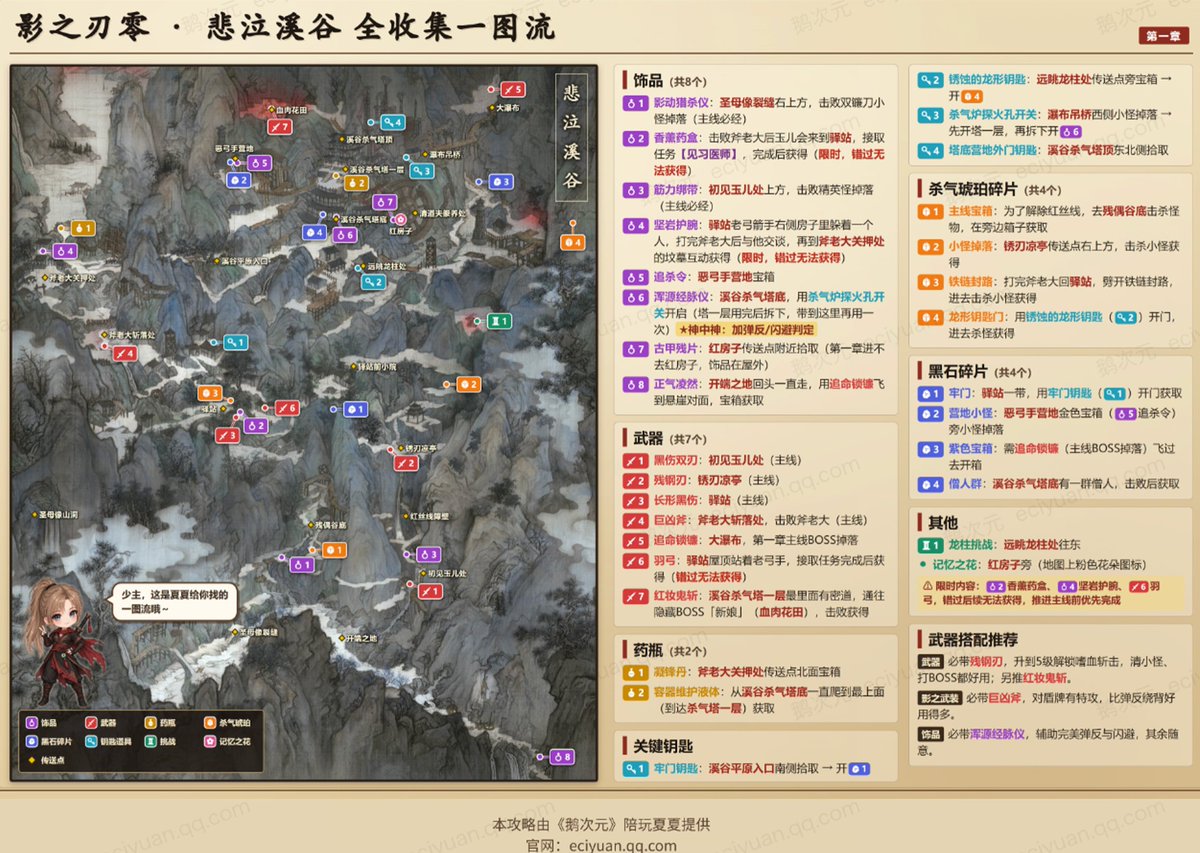 影之刃零 · 悲泣溪谷 全收集一图流
第一章
悲泣溪谷
5
大瀑布
血肉花田
7
4
溪谷杀气塔顶
恶弓手营地
5
2
瀑布吊桥
3
溪谷杀气塔一层
2
3
7
清道夫豢养处
溪谷杀气塔底
4
6
红房子
1
4
4
斧老大关押处
溪谷平原入口
远眺龙柱处
2
1
斧老大斩落处
4
1
驿站前小院
3
2
驿站
6
1
2
3
锈刃凉亭
2
圣母像山洞
残偶谷底
红丝线障壁
1
1
3
初见玉儿处
1
少主，这是夏夏给你找的
一图流哦~
圣母像裂缝
开端之地
8
饰品
武器
药瓶
杀气琥珀
黑石碎片
钥匙道具
挑战
记忆之花
传送点
饰品（共8个）
1 影动猎杀仪：圣母像裂缝右上方，击败双镰刀小
怪掉落（主线必经）
2 香薰药盒：击败斧老大后玉儿会来到驿站，接取
任务【见习医师】，完成后获得（限时，错过无
法获得）
3 筋力绑带：初见玉儿处上方，击败精英怪掉落
（主线必经）
4 坚岩护腕：驿站老弓箭手右侧房子里躲着一个
人，打完斧老大后与他交谈，再到斧老大关押处
的坟墓互动获得（限时，错过无法获得）
5 追杀令：恶弓手营地宝箱
6 浑源经脉仪：溪谷杀气塔底，用杀气炉探火孔开
关开启（塔一层用完后拆下，带到这里再用一
次）★神中神：加弹反/闪避判定
7 古甲残片：红房子传送点附近拾取（第一章进不
去红房子，饰品在屋外）
8 正气凌然：开端之地回头一直走，用追命锁镰飞
到悬崖对面，宝箱获取
武器（共7个）
1 黑伤双刃：初见玉儿处（主线）
2 残钢刃：锈刃凉亭（主线）
3 长形黑伤：驿站（主线）
4 巨凶斧：斧老大斩落处，击败斧老大（主线）
5 追命锁镰：大瀑布，第一章主线BOSS掉落
6 羽弓：驿站屋顶站着老弓手，接取任务完成后获
得（错过无法获得）
7 红妆鬼斩：溪谷杀气塔一层最里面有密道，通往
隐藏BOSS「新娘」（血肉花田），击败获得
药瓶（共2个）
1 凝锋丹：斧老大关押处传送点北面宝箱
2 容器维护液体：从溪谷杀气塔底一直爬到最上面
（到达杀气塔一层）获取
关键钥匙
1 牢门钥匙：溪谷平原入口南侧拾取 → 开 1
2 锈蚀的龙形钥匙：远眺龙柱处传送点旁宝箱 →
开 4
3 杀气炉探火孔开关：瀑布吊桥西侧小怪掉落 →
先开塔一层，再拆下开 6
4 塔底营地外门钥匙：溪谷杀气塔顶东北侧拾取
杀气琥珀碎片（共4个）
1 主线宝箱：为了解除红丝线，去残偶谷底击杀怪
物，在旁边箱子获取
2 小怪掉落：锈刃凉亭传送点右上方，击杀小怪获
得
3 铁链封路：打完斧老大回驿站，劈开铁链封路，
进去击杀小怪获得
4 龙形钥匙门：用锈蚀的龙形钥匙（2）开门，
进去杀怪获得
黑石碎片（共4个）
1 牢门：驿站一带，用牢门钥匙（1）开门获取
2 营地小怪：恶弓手营地金色宝箱（5追杀令）
旁小怪掉落
3 紫色宝箱：需追命锁镰（主线BOSS掉落）飞过
去开箱
4 僧人群：溪谷杀气塔底有一群僧人，击败后获取
其他
1 龙柱挑战：远眺龙柱处往东
• 记忆之花：红房子旁（地图上粉色花朵图标）
⚠ 限时内容：2香薰药盒、4坚岩护腕、6羽
弓，错过后续无法获得，推进主线前优先完成
武器搭配推荐
武器 必带残钢刃，升到5级解锁嗜血斩击，清小怪、
打BOSS都好用；另推红妆鬼斩。
影之武装 必带巨凶斧，对盾牌有特攻，比弹反绕背好
用得多。
饰品 必带浑源经脉仪，辅助完美弹反与闪避，其余随
意。
本攻略由《鹅次元》陪玩夏夏提供
官网：eciyuan.qq.com